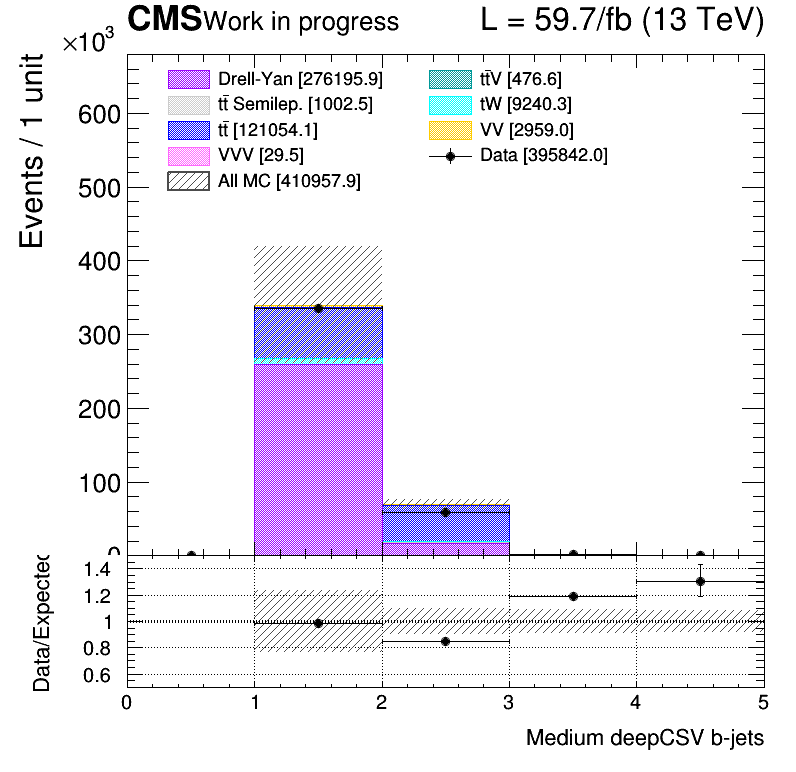 CMS Work in progress L = 59.7/fb (13 TeV)
×10³
Events / 1 unit
Drell-Yan [276195.9]
tt̄ Semilep. [1002.5]
tt̄ [121054.1]
VVV [29.5]
All MC [410957.9]
tt̄V [476.6]
tW [9240.3]
VV [2959.0]
Data [395842.0]
600
500
400
300
200
100
0
Data/Expected
1.4
1.2
1
0.8
0.6
0 1 2 3 4 5
Medium deepCSV b-jets